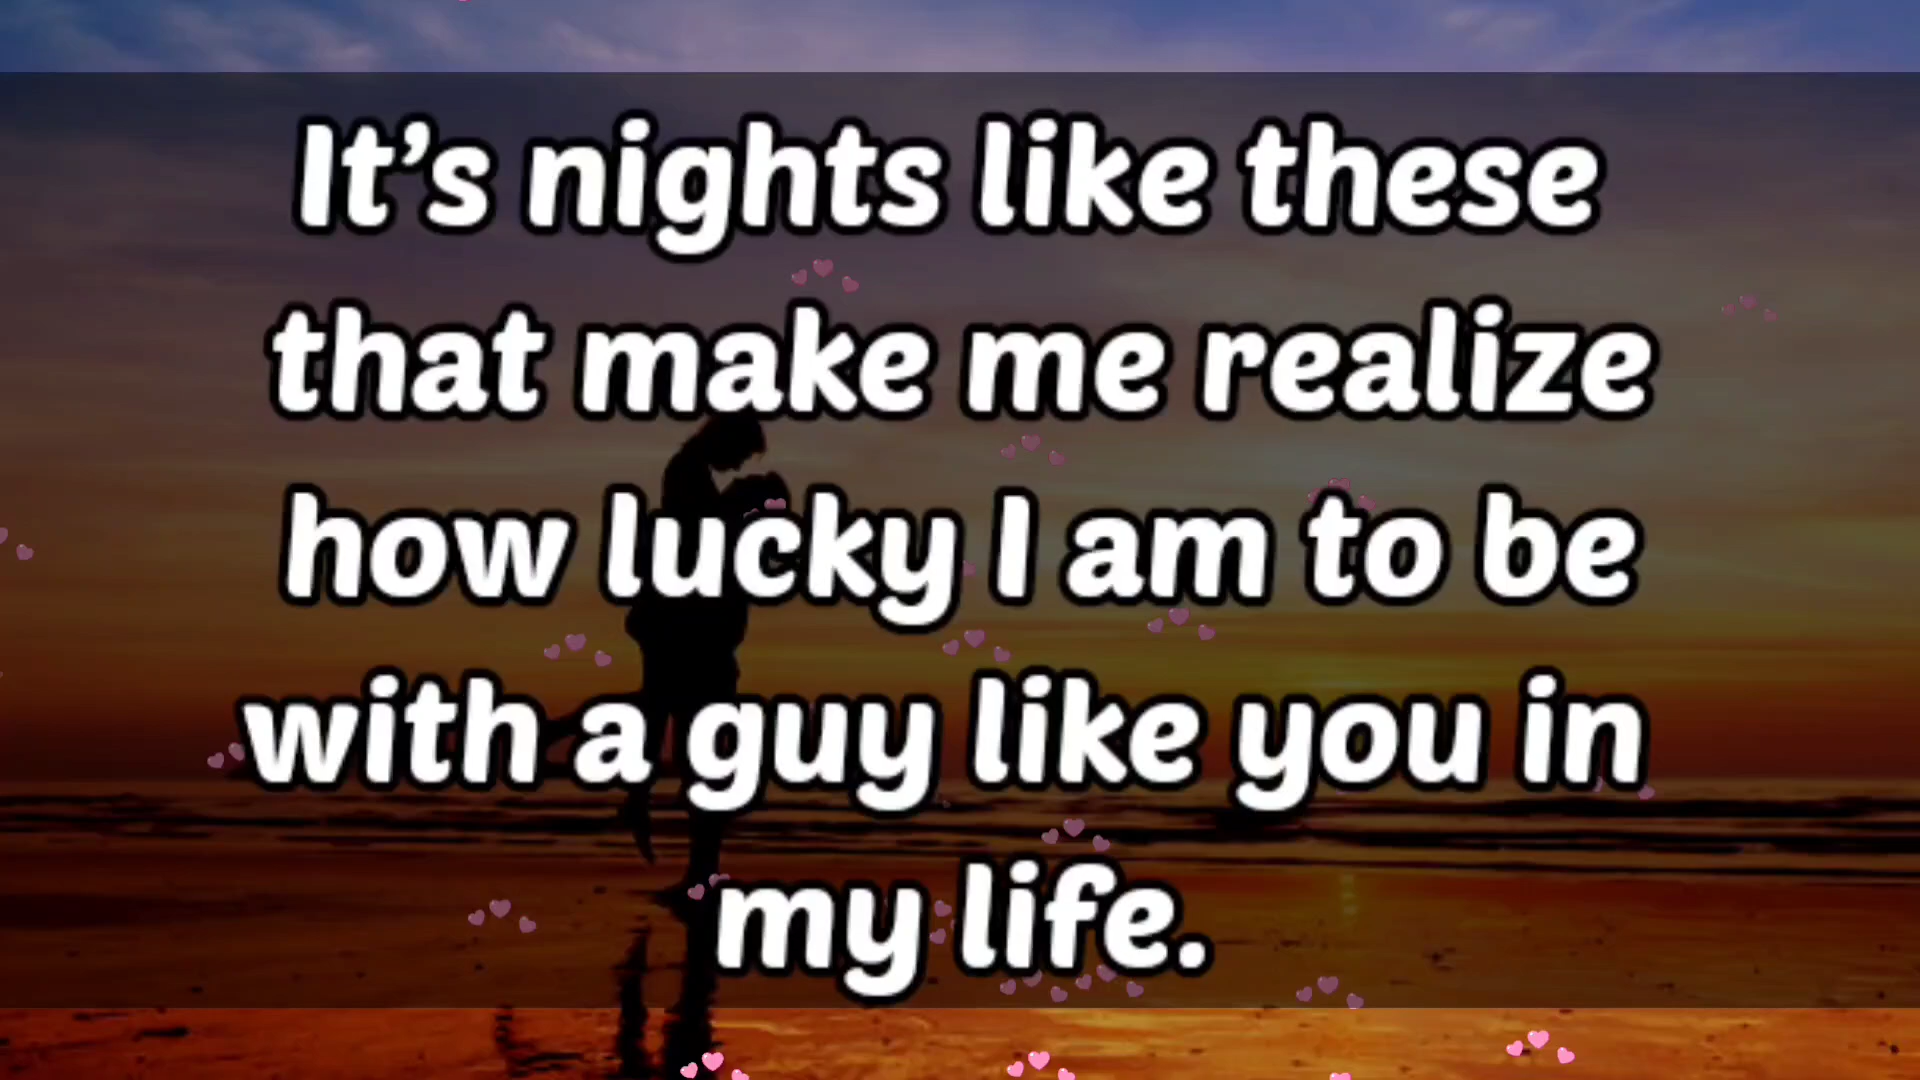 It’s nights like these
that make me realize
how lucky I am to be
with a guy like you in
my life.